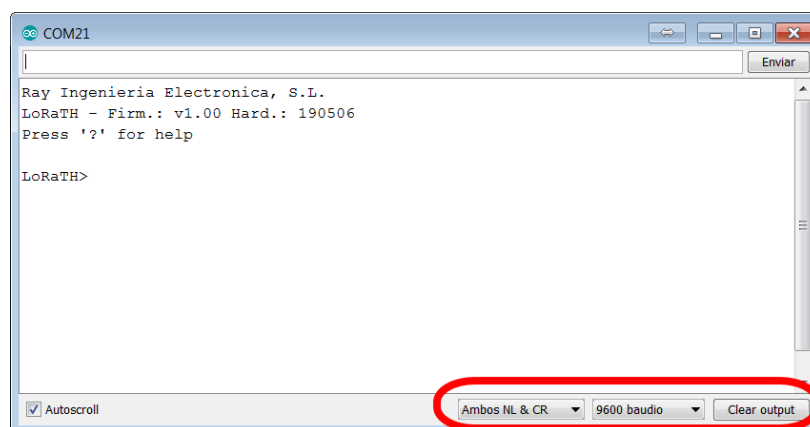 COM21
Enviar
Ray Ingenieria Electronica, S.L.
LoRaTH - Firm.: v1.00 Hard.: 190506
Press '?' for help
LoRaTH>
Autoscroll
Ambos NL & CR
9600 baudio
Clear output